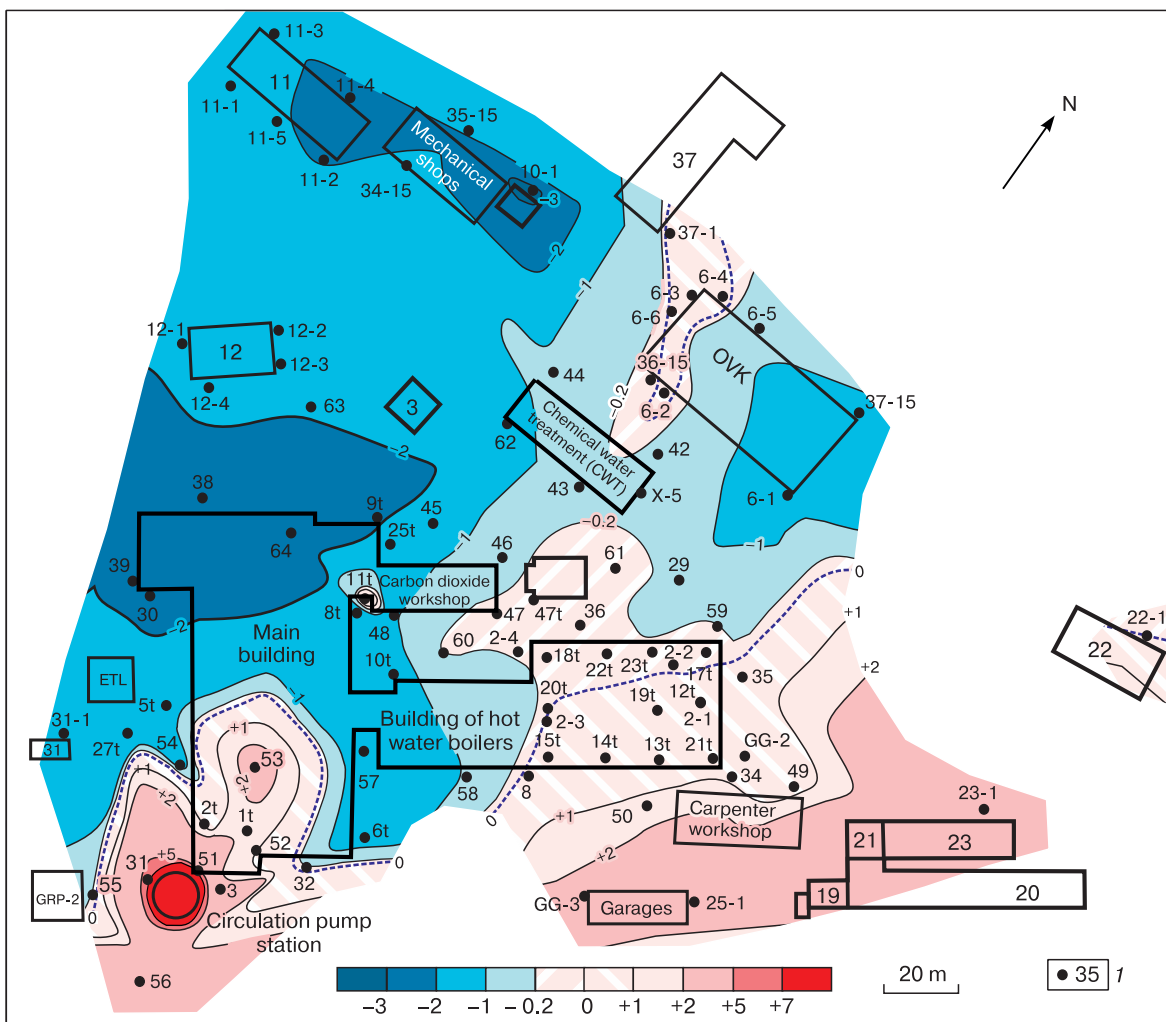 11-3
11
11-1
11-4
11-5
11-2
35-15
Mechanical
shops
34-15
10-1
−3
−2
N
37
37-1
−1
6-4
6-3
6-6
6-5
OVK
36-15
6-2
−0.2
37-15
12-1
12-2
12
12-3
12-4
63
3
44
62
Chemical water
treatment (CWT)
42
43
X-5
6-1
−2
−1
38
9t
45
25t
64
−1
46
−0.2
61
29
0
39
30
11t
Carbon dioxide
workshop
8t
48
47
47t
36
59
+1
−2
Main
building
60
2-4
22-1
22
ETL
10t
18t
22t
23t
2-2
17t
35
+2
5t
−1
20t
19t
12t
31-1
31
27t
54
+1
Building of hot
water boilers
2-3
2-1
53
15t
14t
13t
21t
GG-2
+1
+2
57
58
8
34
49
+2
2t
1t
0
50
23-1
6t
+1
Carpenter
workshop
52
21
23
+5
31
51
32
0
+2
GRP-2
55
3
19
20
0
GG-3
Garages
25-1
Circulation pump
station
56
−3 −2 −1 −0.2 0 +1 +2 +5 +7
20 m
35 1